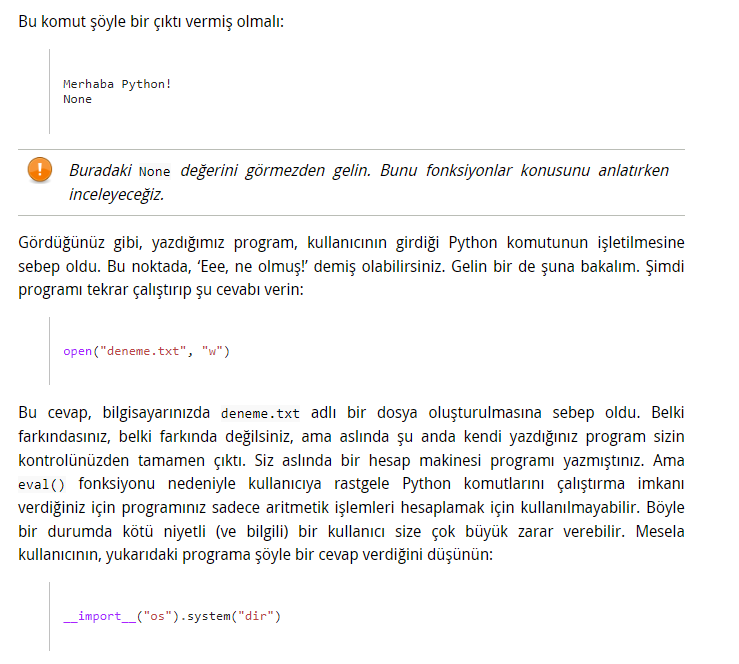 Bu komut şöyle bir çıktı vermiş olmalı:
Merhaba Python!
None
Buradaki None değerini görmezden gelin. Bunu fonksiyonlar konusunu anlatırken
inceleyeceğiz.
Gördüğünüz gibi, yazdığımız program, kullanıcının girdiği Python komutunun işletilmesine
sebep oldu. Bu noktada, ‘Eee, ne olmuş!’ demiş olabilirsiniz. Gelin bir de şuna bakalım. Şimdi
programı tekrar çalıştırıp şu cevabı verin:
open("deneme.txt", "w")
Bu cevap, bilgisayarınızda deneme.txt adlı bir dosya oluşturulmasına sebep oldu. Belki
farkındasınız, belki farkında değilsiniz, ama aslında şu anda kendi yazdığınız program sizin
kontrolünüzden tamamen çıktı. Siz aslında bir hesap makinesi programı yazmıştınız. Ama
eval() fonksiyonu nedeniyle kullanıcıya rastgele Python komutlarını çalıştırma imkanı
verdiğiniz için programınız sadece aritmetik işlemleri hesaplamak için kullanılmayabilir. Böyle
bir durumda kötü niyetli (ve bilgili) bir kullanıcı size çok büyük zarar verebilir. Mesela
kullanıcının, yukarıdaki programa şöyle bir cevap verdiğini düşünün:
__import__("os").system("dir")